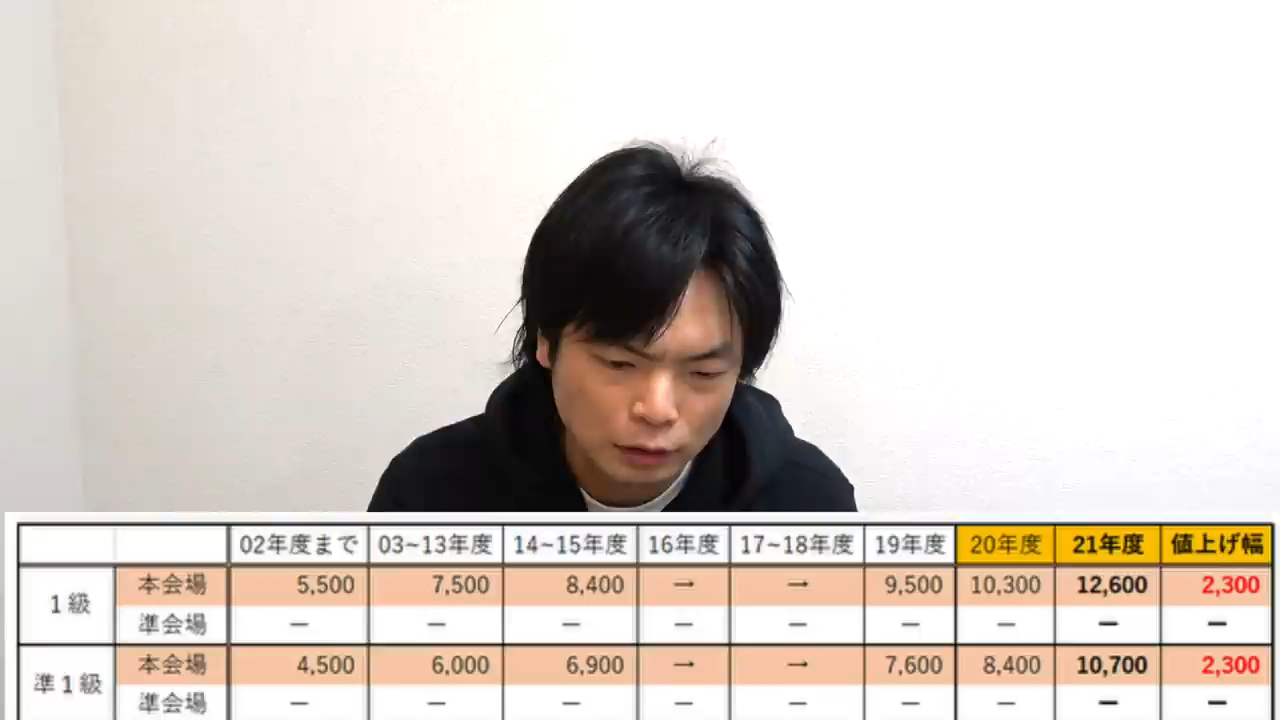 02年度まで 03~13年度 14~15年度 16年度 17~18年度 19年度 20年度 21年度 値上げ幅
1級 本会場 5,500 7,500 8,400 → → 9,500 10,300 12,600 2,300
準会場 ー ー ー ー ー ー ー ー ー
準1級 本会場 4,500 6,000 6,900 → → 7,600 8,400 10,700 2,300
準会場 ー ー ー ー ー ー ー ー ー